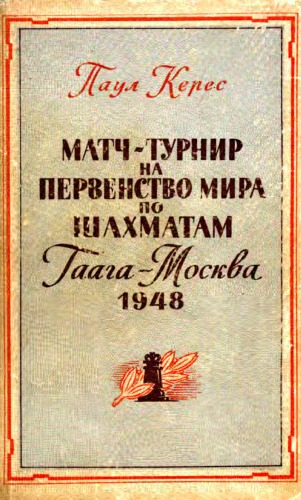 Паул Керес
МАТЧ-ТУРНИР
НА
ПЕРВЕНСТВО МИРА
ПО
ШАХМАТАМ
Гаага-Москва
1948